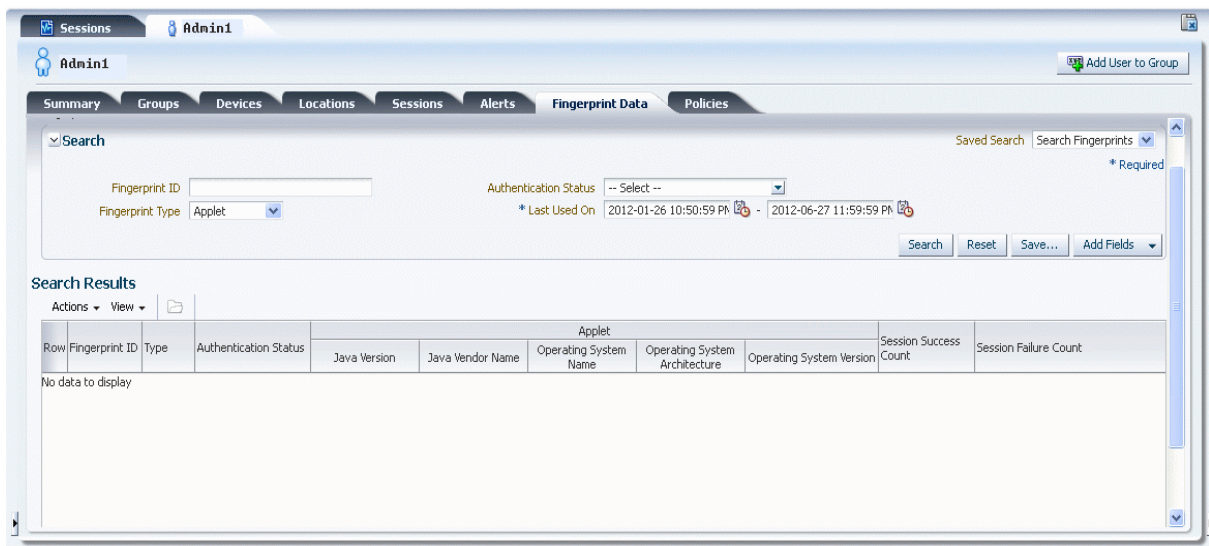 Sessions Admin1
Admin1 Add User to Group
Summary Groups Devices Locations Sessions Alerts Fingerprint Data Policies
Search Saved Search Search Fingerprints
* Required
Fingerprint ID Authentication Status -- Select --
Fingerprint Type Applet * Last Used On 2012-01-26 10:50:59 PM - 2012-06-27 11:59:59 PM
Search Reset Save... Add Fields
Search Results
Actions View
Row Fingerprint ID Type Authentication Status Applet Session Success Count Session Failure Count
Java Version Java Vendor Name Operating System Name Operating System Architecture Operating System Version
No data to display